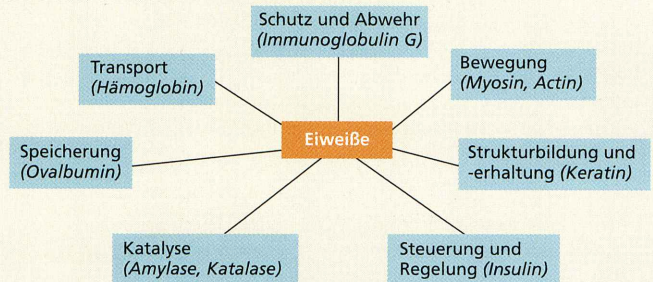 Schutz und Abwehr
(Immunoglobulin G)
Transport
(Hämoglobin)
Bewegung
(Myosin, Actin)
Eiweiße
Speicherung
(Ovalbumin)
Strukturbildung und
-erhaltung (Keratin)
Katalyse
(Amylase, Katalase)
Steuerung und
Regelung (Insulin)